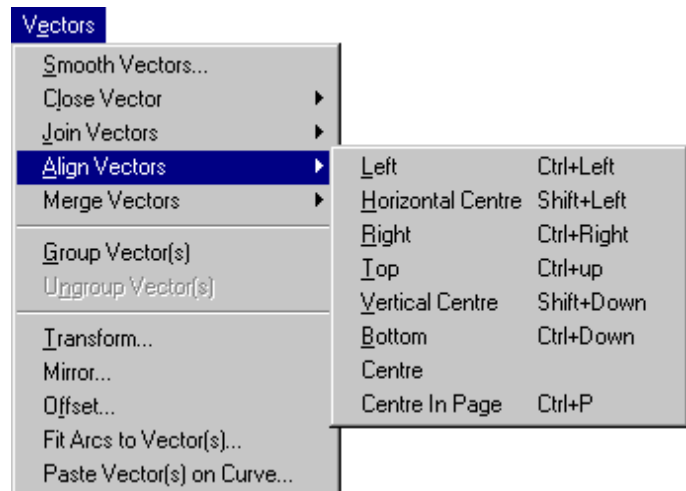 Vectors
Smooth Vectors...
Close Vector
Join Vectors
Align Vectors
Merge Vectors
Group Vector(s)
Ungroup Vector(s)
Transform...
Mirror...
Offset...
Fit Arcs to Vector(s)...
Paste Vector(s) on Curve...
Left Ctrl+Left
Horizontal Centre Shift+Left
Right Ctrl+Right
Top Ctrl+up
Vertical Centre Shift+Down
Bottom Ctrl+Down
Centre
Centre In Page Ctrl+P